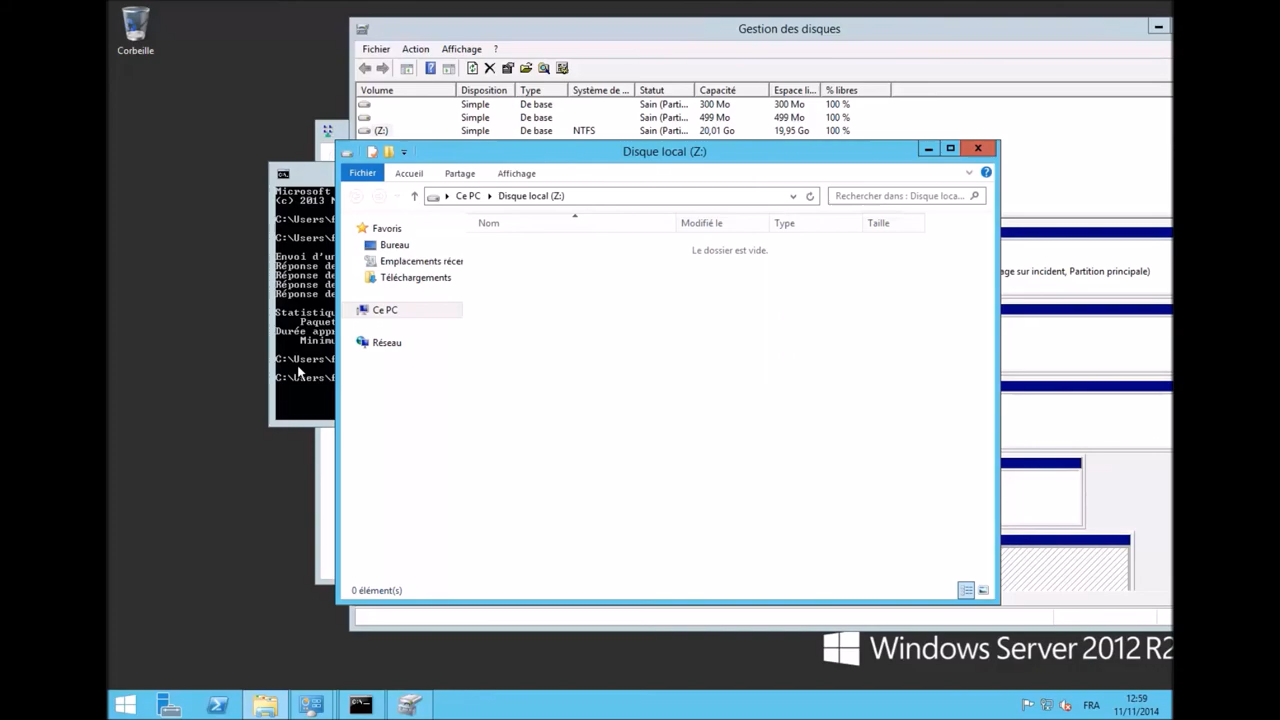 Corbeille
Gestion des disques
Fichier Action Affichage ?
Volume Disposition Type Système de ... Statut Capacité Espace li... % libres
Simple De base Sain (Parti... 300 Mo 300 Mo 100 %
Simple De base Sain (Parti... 499 Mo 499 Mo 100 %
(Z:) Simple De base NTFS Sain (Parti... 20,01 Go 19,95 Go 100 %
Disque local (Z:)
Fichier Accueil Partage Affichage
Ce PC Disque local (Z:)
Rechercher dans : Disque loca...
Nom Modifié le Type Taille
Le dossier est vide.
Favoris
Bureau
Emplacements récer
Téléchargements
Ce PC
Réseau
0 élément(s)
Microsoft
(c) 2013 M
C:\Users\f
C:\Users\f
Envoi d'un
Réponse de
Réponse de
Réponse de
Réponse de
Statistiqu
Paquet
Durée appr
Minimu
C:\Users\f
C:\Users\f
age sur incident, Partition principale)
Windows Server 2012 R2
FRA
12:59
11/11/2014